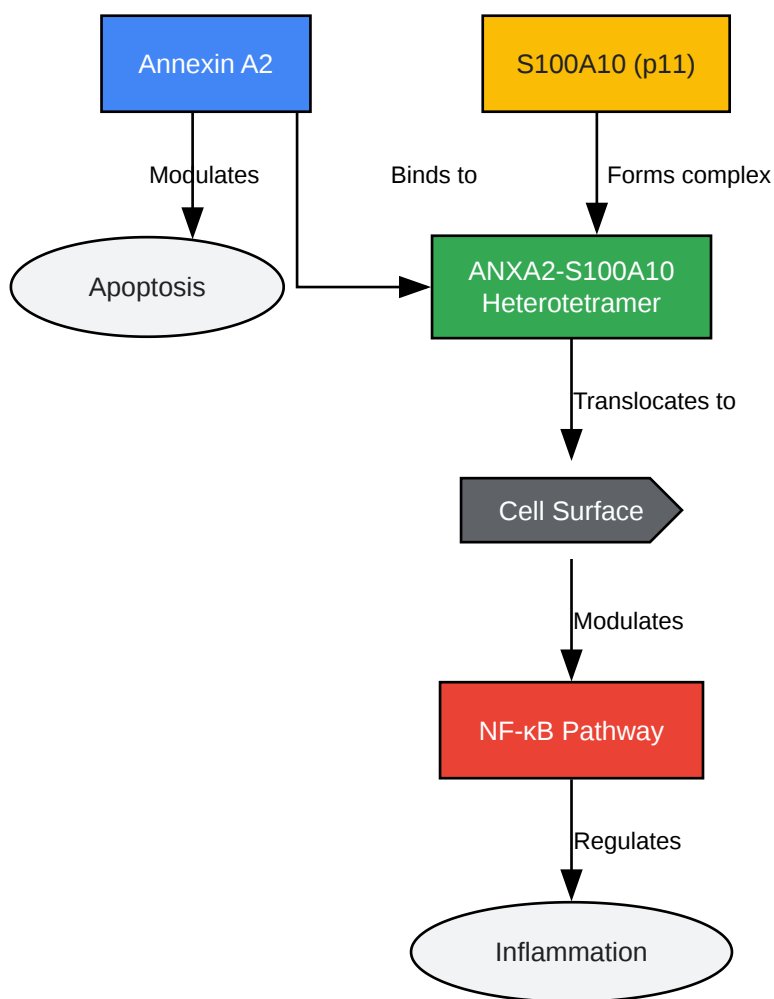 Annexin A2
S100A10 (p11)
Modulates
Binds to
Forms complex
Apoptosis
ANXA2-S100A10
Heterotetramer
Translocates to
Cell Surface
Modulates
NF-κB Pathway
Regulates
Inflammation